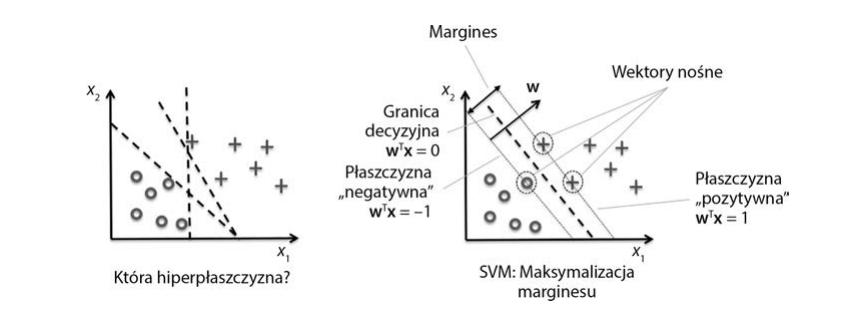 Margines
x₂
Która hiperpłaszczyzna?
x₁
x₂
w
Wektory nośne
Granica
decyzyjna
wᵀx = 0
Płaszczyzna
„negatywna”
wᵀx = –1
Płaszczyzna
„pozytywna”
wᵀx = 1
x₁
SVM: Maksymalizacja
marginesu